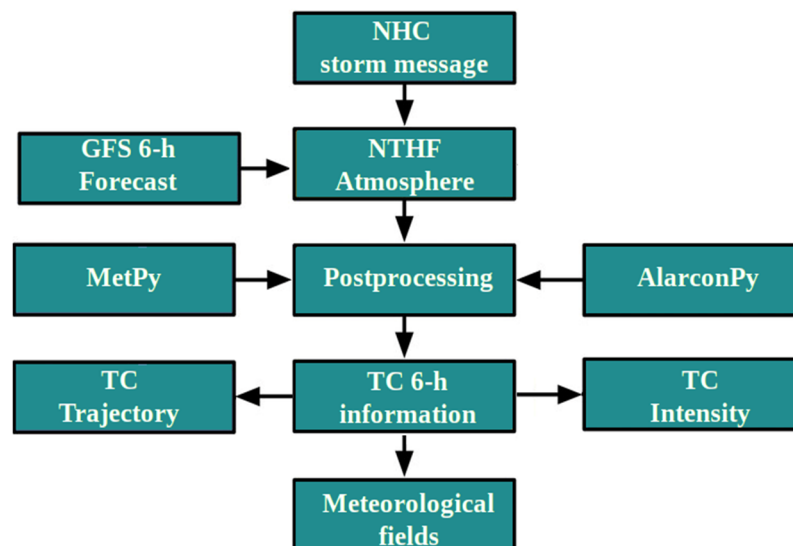 NHC
storm message
GFS 6-h
Forecast
NTHF
Atmosphere
MetPy
Postprocessing
AlarconPy
TC
Trajectory
TC 6-h
information
TC
Intensity
Meteorological
fields